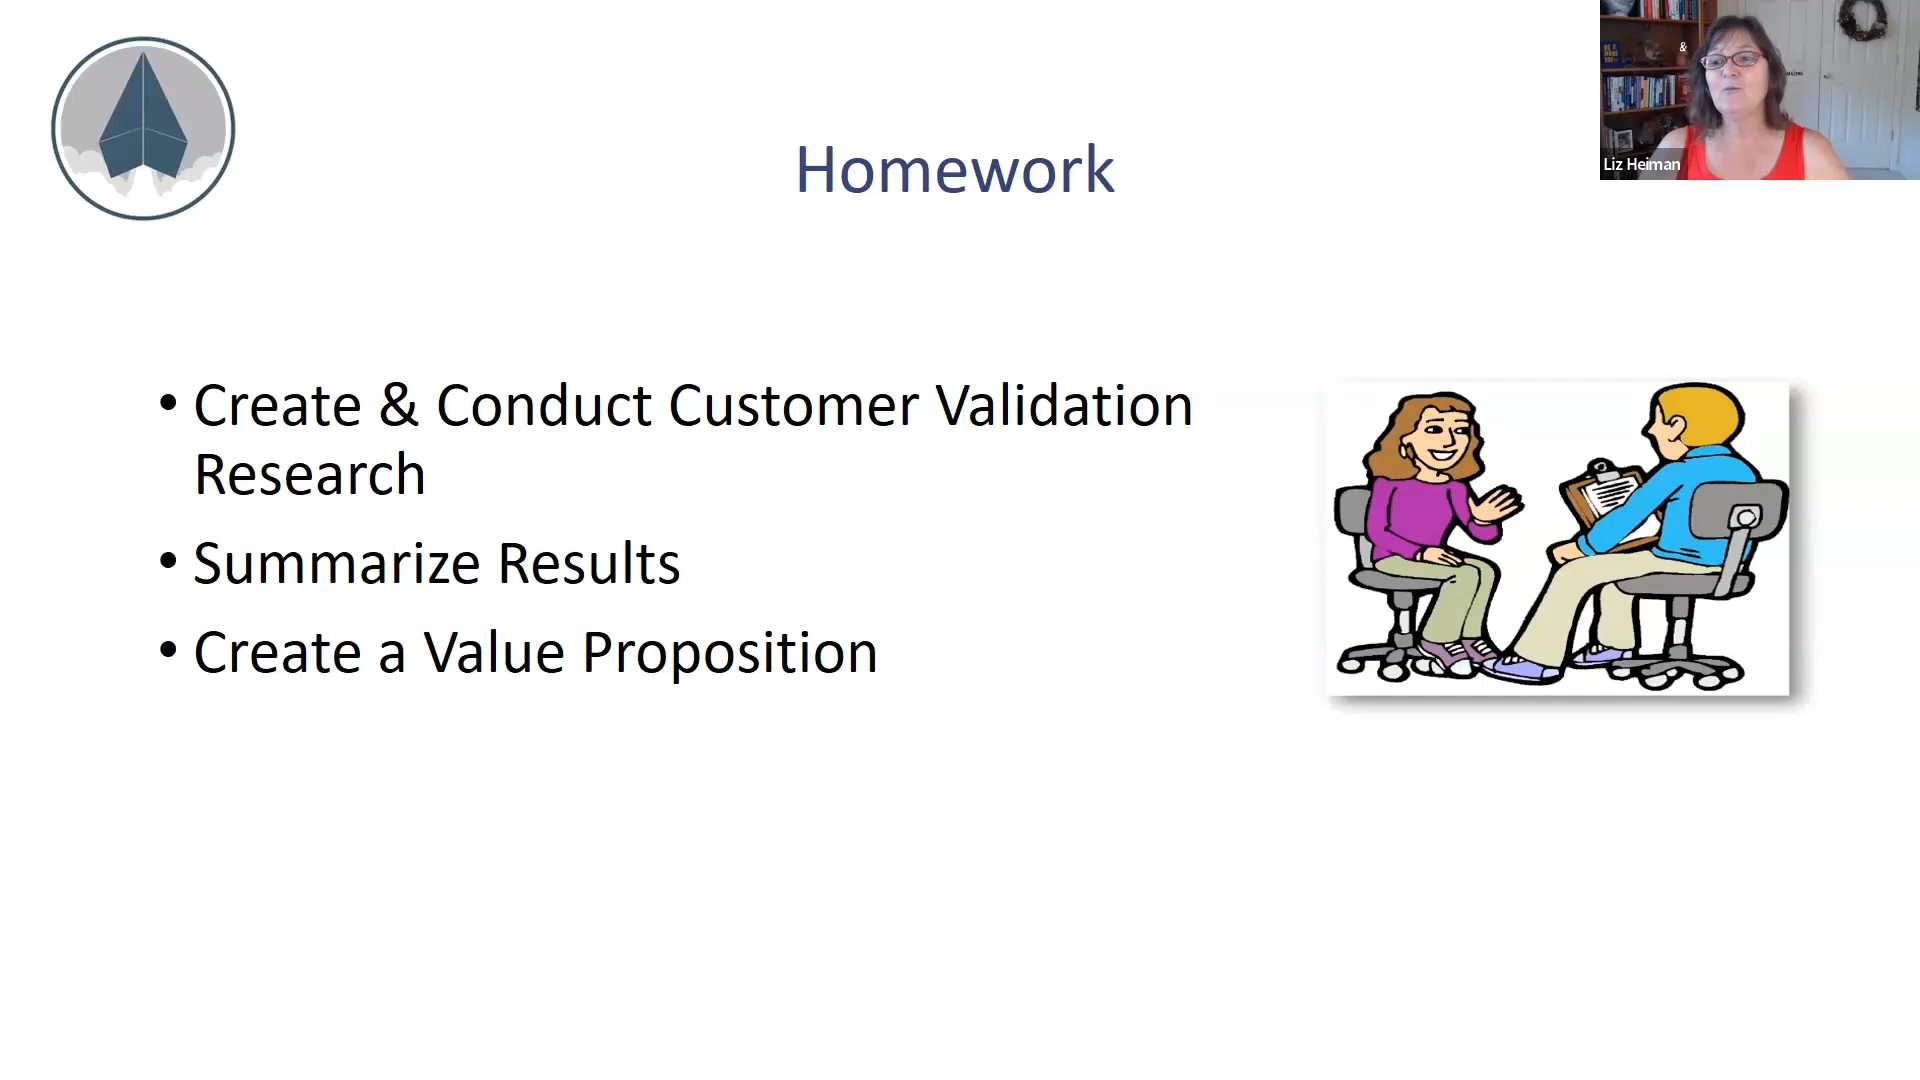 Homework
• Create & Conduct Customer Validation
Research
• Summarize Results
• Create a Value Proposition
&
Liz Heiman